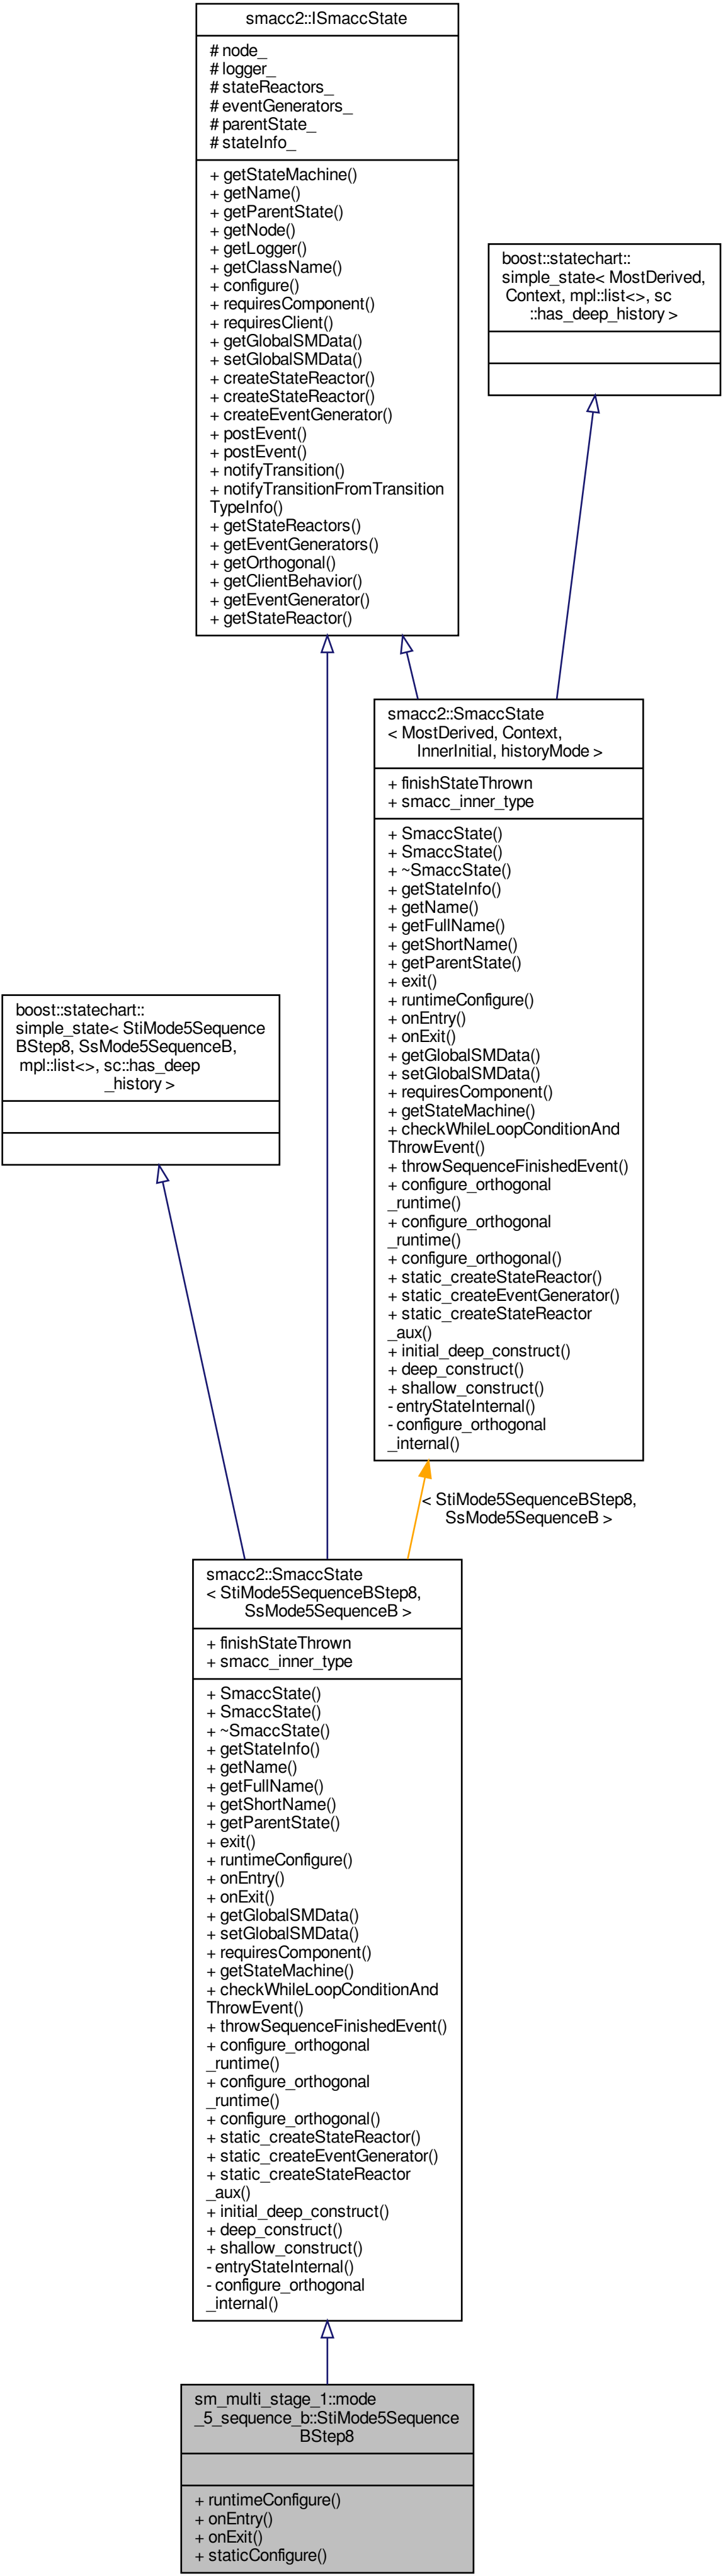 smacc2::ISmaccState
# node_
# logger_
# stateReactors_
# eventGenerators_
# parentState_
# stateInfo_
+ getStateMachine()
+ getName()
+ getParentState()
+ getNode()
+ getLogger()
+ getClassName()
+ configure()
+ requiresComponent()
+ requiresClient()
+ getGlobalSMData()
+ setGlobalSMData()
+ createStateReactor()
+ createStateReactor()
+ createEventGenerator()
+ postEvent()
+ postEvent()
+ notifyTransition()
+ notifyTransitionFromTransition
TypeInfo()
+ getStateReactors()
+ getEventGenerators()
+ getOrthogonal()
+ getClientBehavior()
+ getEventGenerator()
+ getStateReactor()
boost::statechart::
simple_state< MostDerived,
Context, mpl::list<>, sc
::has_deep_history >
smacc2::SmaccState
< MostDerived, Context,
InnerInitial, historyMode >
+ finishStateThrown
+ smacc_inner_type
+ SmaccState()
+ SmaccState()
+ ~SmaccState()
+ getStateInfo()
+ getName()
+ getFullName()
+ getShortName()
+ getParentState()
+ exit()
+ runtimeConfigure()
+ onEntry()
+ onExit()
+ getGlobalSMData()
+ setGlobalSMData()
+ requiresComponent()
+ getStateMachine()
+ checkWhileLoopConditionAnd
ThrowEvent()
+ throwSequenceFinishedEvent()
+ configure_orthogonal
_runtime()
+ configure_orthogonal
_runtime()
+ configure_orthogonal()
+ static_createStateReactor()
+ static_createEventGenerator()
+ static_createStateReactor
_aux()
+ initial_deep_construct()
+ deep_construct()
+ shallow_construct()
- entryStateInternal()
- configure_orthogonal
_internal()
boost::statechart::
simple_state< StiMode5Sequence
BStep8, SsMode5SequenceB,
mpl::list<>, sc::has_deep
_history >
< StiMode5SequenceBStep8,
SsMode5SequenceB >
smacc2::SmaccState
< StiMode5SequenceBStep8,
SsMode5SequenceB >
+ finishStateThrown
+ smacc_inner_type
+ SmaccState()
+ SmaccState()
+ ~SmaccState()
+ getStateInfo()
+ getName()
+ getFullName()
+ getShortName()
+ getParentState()
+ exit()
+ runtimeConfigure()
+ onEntry()
+ onExit()
+ getGlobalSMData()
+ setGlobalSMData()
+ requiresComponent()
+ getStateMachine()
+ checkWhileLoopConditionAnd
ThrowEvent()
+ throwSequenceFinishedEvent()
+ configure_orthogonal
_runtime()
+ configure_orthogonal
_runtime()
+ configure_orthogonal()
+ static_createStateReactor()
+ static_createEventGenerator()
+ static_createStateReactor
_aux()
+ initial_deep_construct()
+ deep_construct()
+ shallow_construct()
- entryStateInternal()
- configure_orthogonal
_internal()
sm_multi_stage_1::mode
_5_sequence_b::StiMode5Sequence
BStep8
+ runtimeConfigure()
+ onEntry()
+ onExit()
+ staticConfigure()